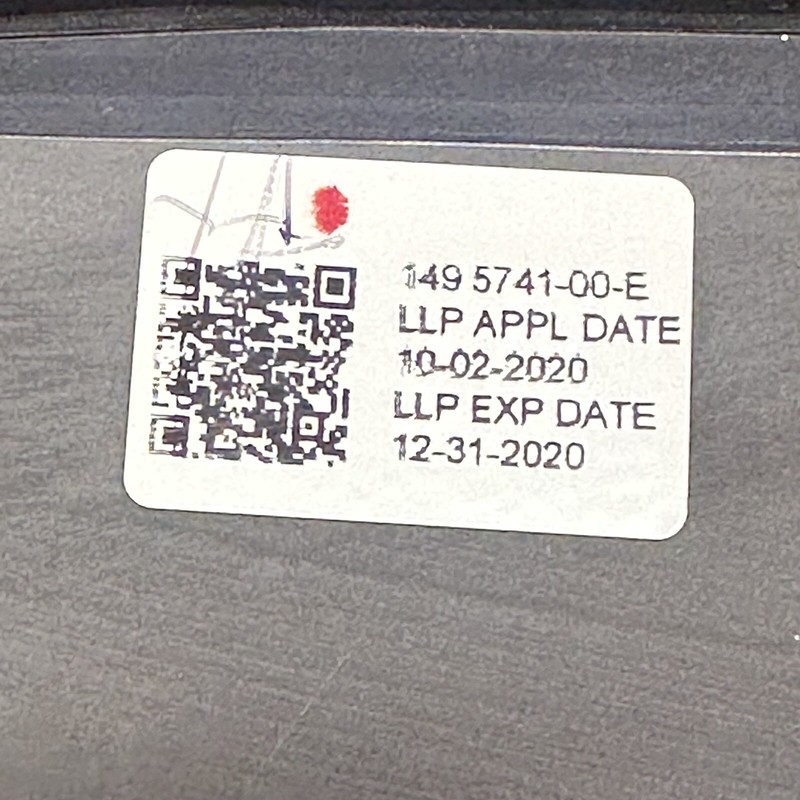 149 5741-00-E
LLP APPL DATE
10-02-2020
LLP EXP DATE
12-31-2020